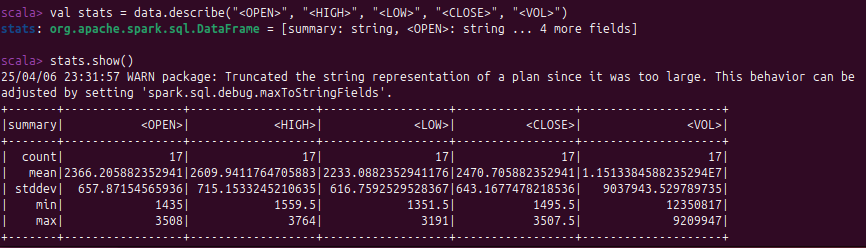 scala> val stats = data.describe("<OPEN>", "<HIGH>", "<LOW>", "<CLOSE>", "<VOL>")
stats: org.apache.spark.sql.DataFrame = [summary: string, <OPEN>: string ... 4 more fields]

scala> stats.show()
25/04/06 23:31:57 WARN package: Truncated the string representation of a plan since it was too large. This behavior can be
adjusted by setting 'spark.sql.debug.maxToStringFields'.
+-------+-----------------+------------------+------------------+-----------------+--------------------+
|summary|           <OPEN>|            <HIGH>|             <LOW>|          <CLOSE>|               <VOL>|
+-------+-----------------+------------------+------------------+-----------------+--------------------+
|  count|               17|                17|                17|               17|                  17|
|   mean|2366.205882352941|2609.9411764705883|2233.0882352941176|2470.705882352941|1.1513384588235294E7|
| stddev|  657.87154565936| 715.1533245210635| 616.7592529528367|643.1677478218536|   9037943.529789735|
|    min|             1435|            1559.5|            1351.5|           1495.5|            12350817|
|    max|             3508|              3764|              3191|           3507.5|             9209947|
+-------+-----------------+------------------+------------------+-----------------+--------------------+